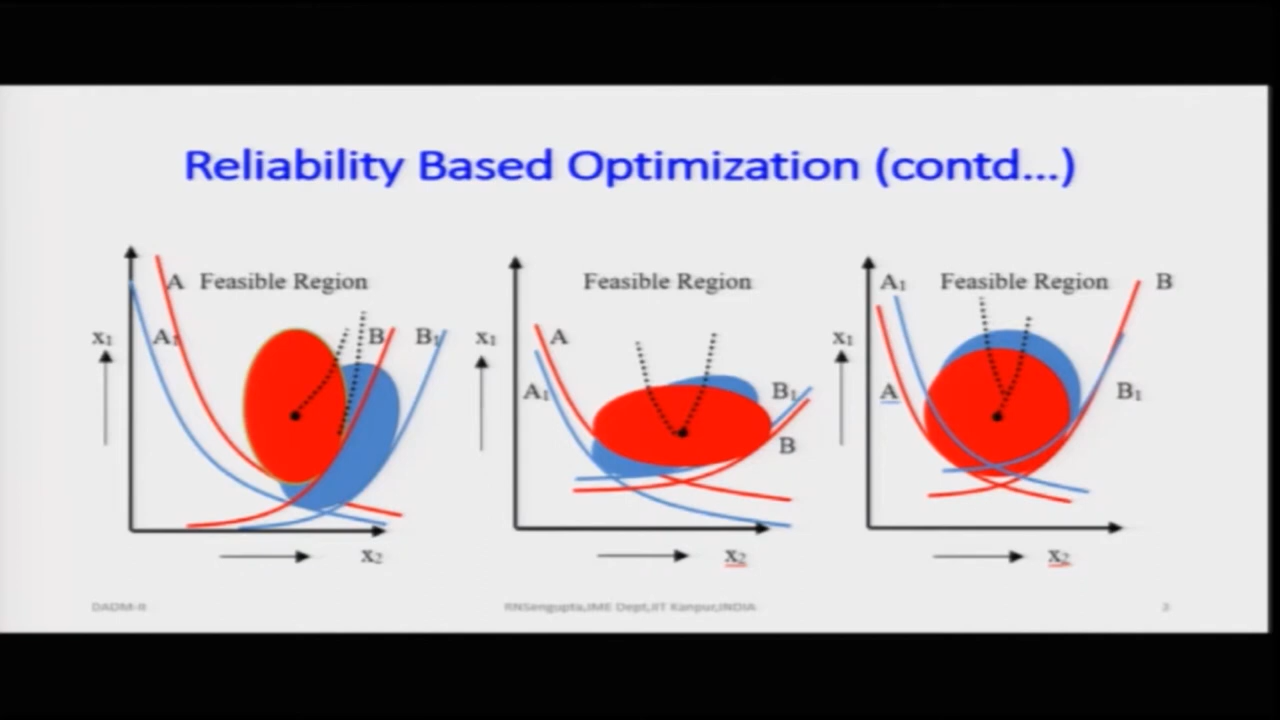 Reliability Based Optimization (contd...)
A Feasible Region
x₁ A₁ B B₁
x₂
Feasible Region
x₁ A
A₁ B₁
B
x₂
A₁ Feasible Region B
x₁
A B₁
x₂
DADM-II RNSengupta,IME Dept,IIT Kanpur,INDIA 3